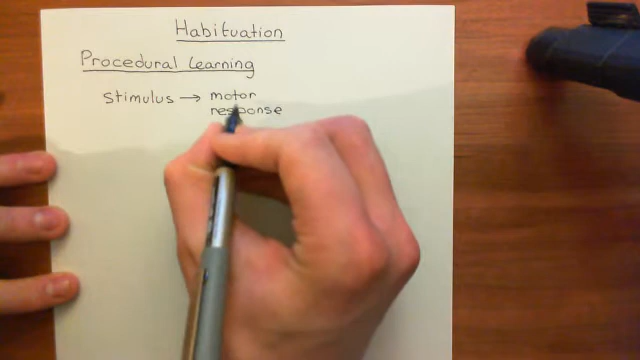 Habituation
Procedural Learning
Stimulus → motor
response